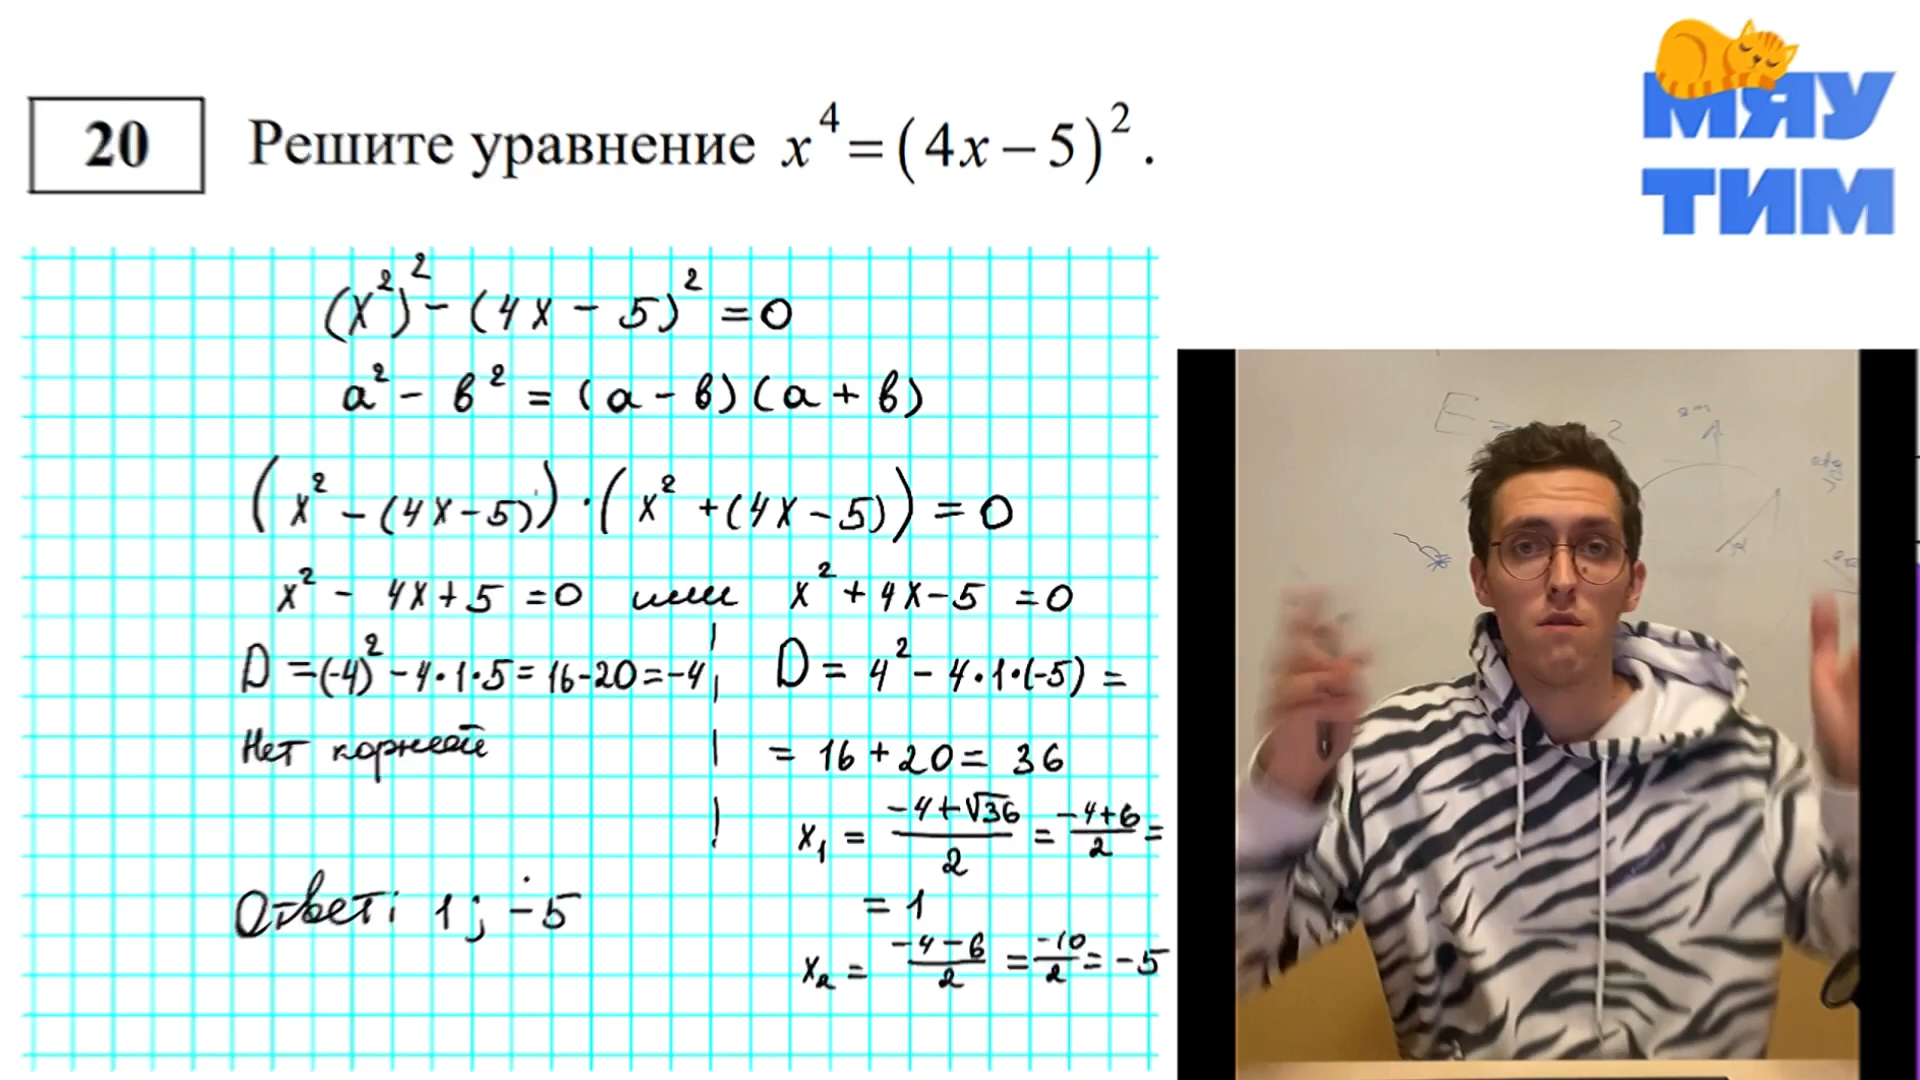 20 Решите уравнение x⁴ = (4x − 5)².
МЯУ
ТИМ
(x²)² − (4x − 5)² = 0
a² − b² = (a − b)(a + b)
(x² − (4x − 5)) · (x² + (4x − 5)) = 0
x² − 4x + 5 = 0 или x² + 4x − 5 = 0
D = (-4)² − 4·1·5 = 16 - 20 = -4
Нет корней
D = 4² − 4·1·(-5) =
= 16 + 20 = 36
x₁ = (-4 + √36)/2 = (-4 + 6)/2 =
= 1
x₂ = (-4 - 6)/2 = -10/2 = -5
Ответ: 1; -5